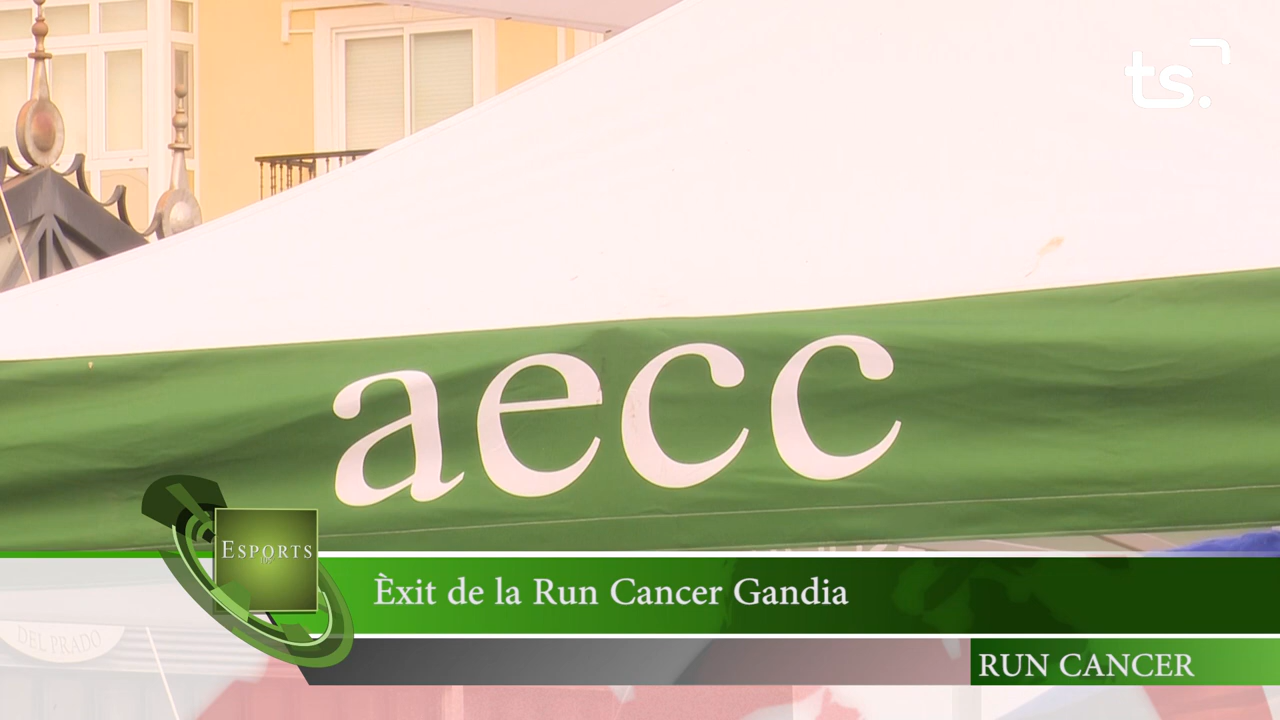 ts.
aecc
Esports
Èxit de la Run Cancer Gandia
DEL PRADO
RUN CANCER